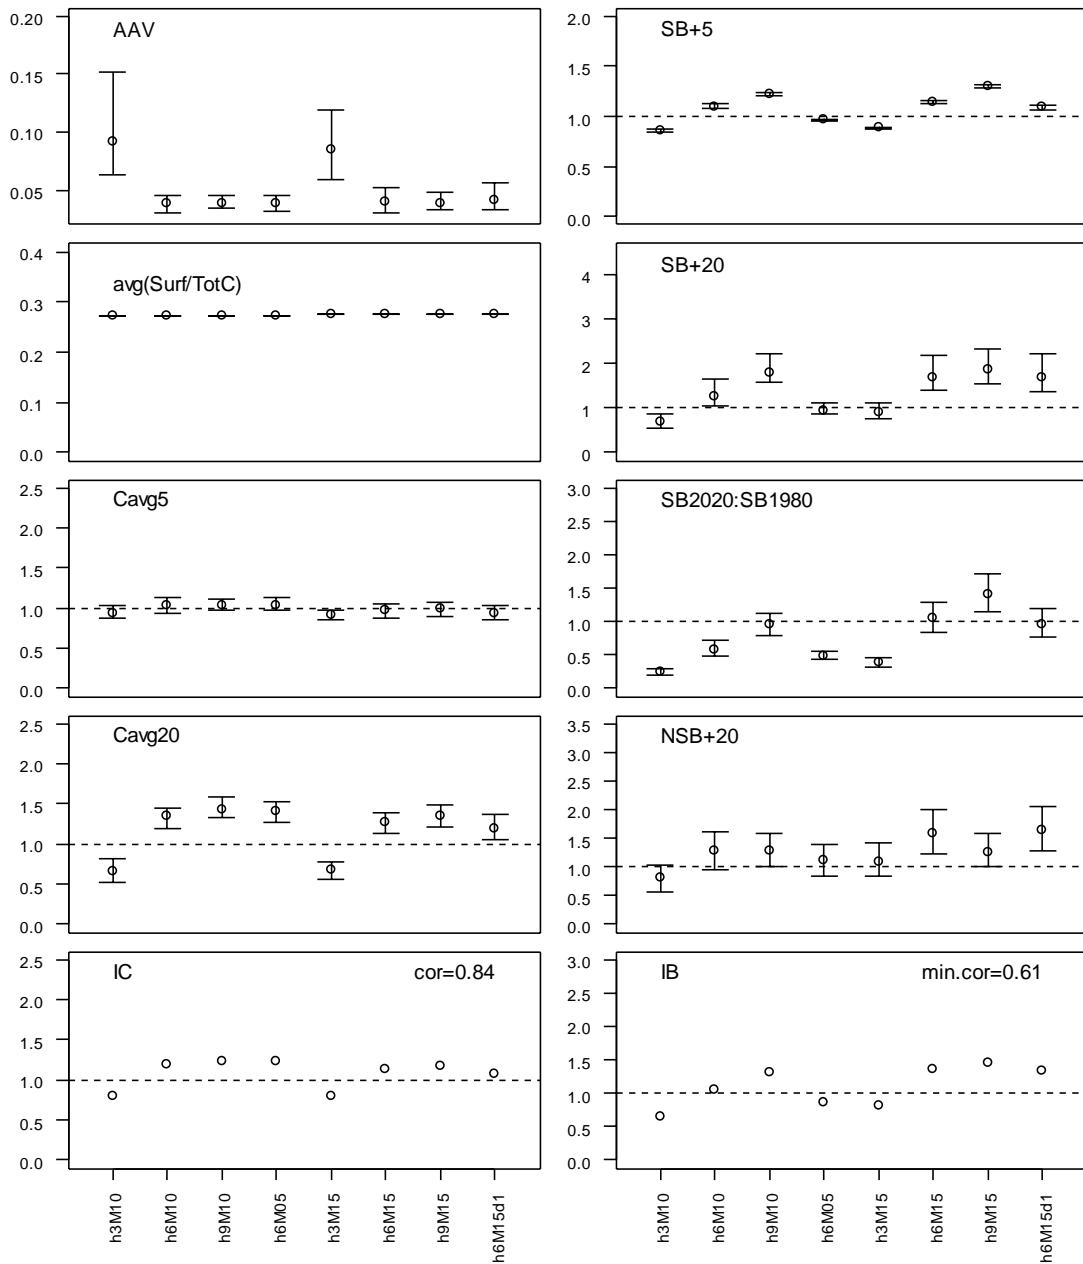 AAV
0.20
0.15
0.10
0.05
SB+5
2.0
1.5
1.0
0.5
0.0
avg(Surf/TotC)
0.4
0.3
0.2
0.1
0.0
SB+20
4
3
2
1
0
Cavg5
2.5
2.0
1.5
1.0
0.5
0.0
SB2020:SB1980
3.0
2.5
2.0
1.5
1.0
0.5
0.0
Cavg20
2.5
2.0
1.5
1.0
0.5
0.0
NSB+20
3.5
2.5
2.0
1.5
1.0
0.5
0.0
IC cor=0.84
2.5
2.0
1.5
1.0
0.5
0.0
IB min.cor=0.61
3.0
2.5
2.0
1.5
1.0
0.5
0.0
h3M10
h6M10
h9M10
h6M05
h3M15
h6M15
h9M15
h6M15d1
h3M10
h6M10
h9M10
h6M05
h3M15
h6M15
h9M15
h6M15d1